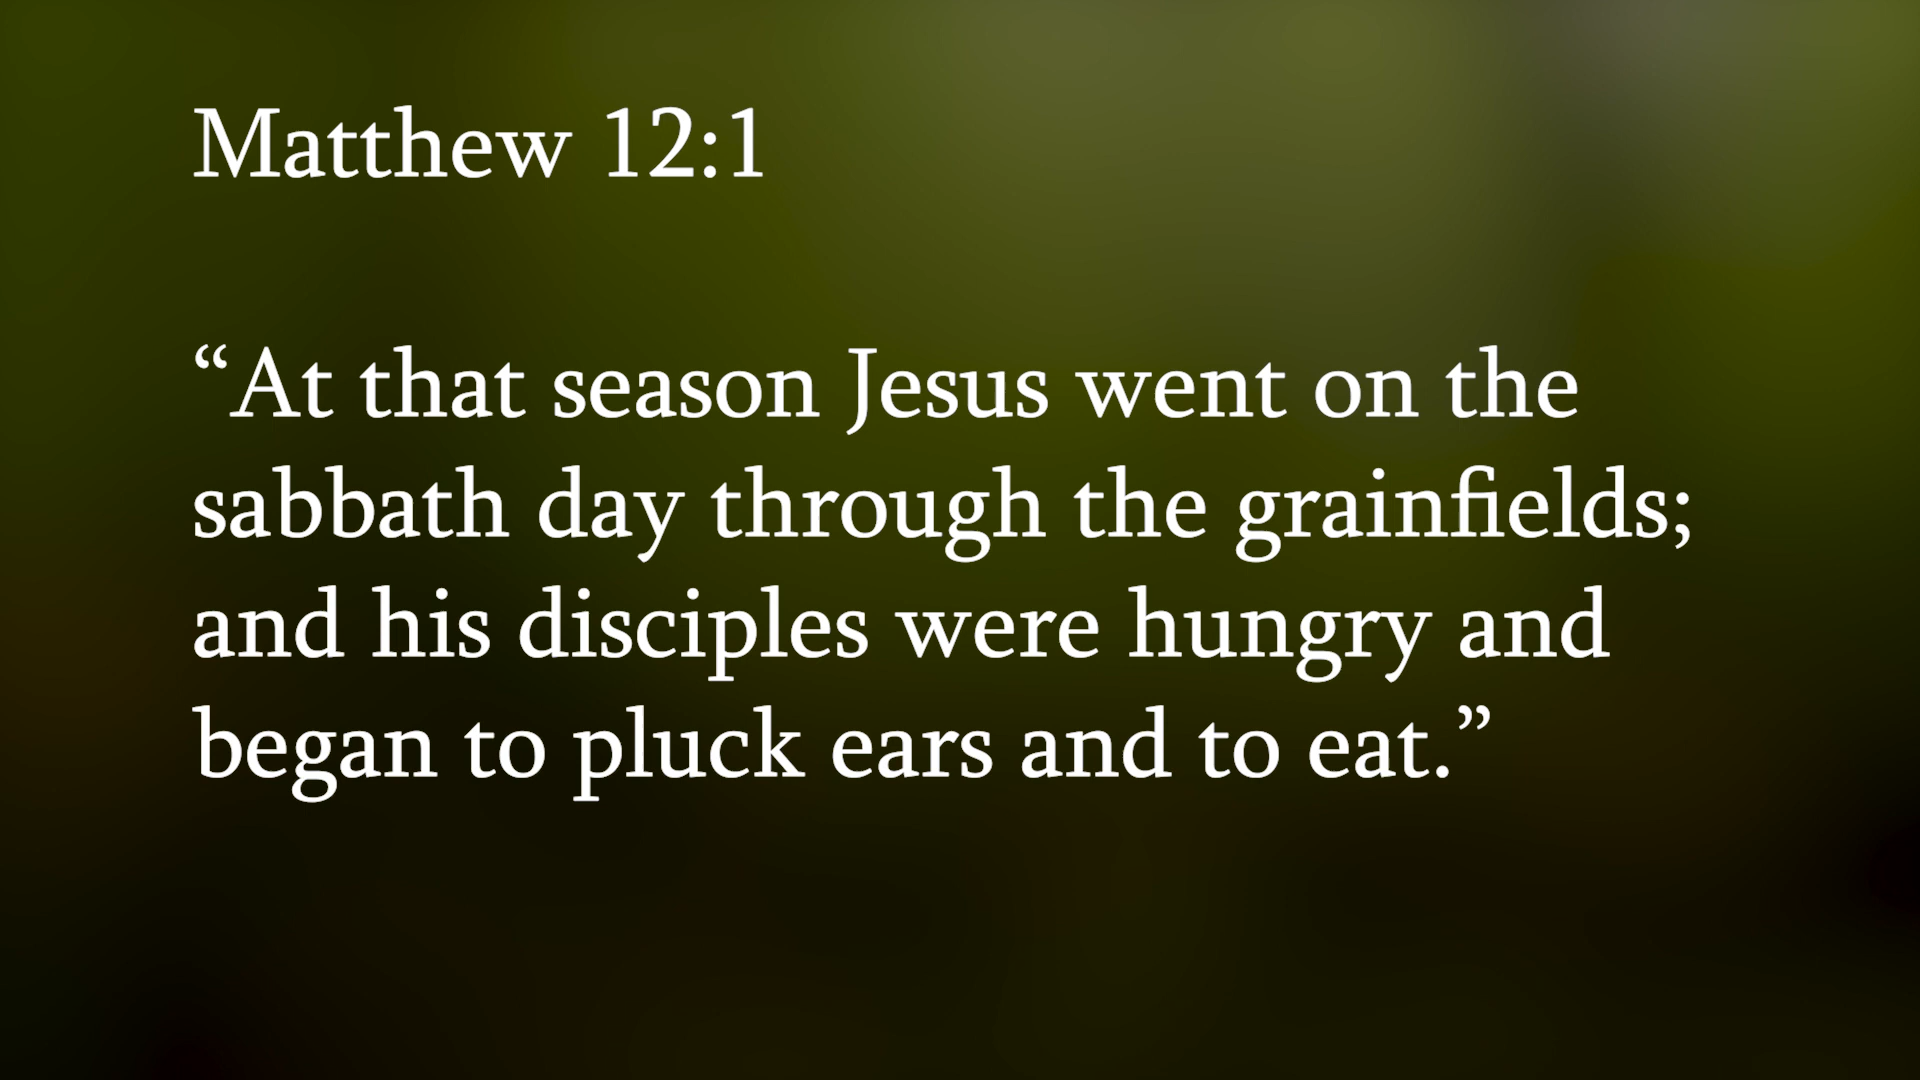 Matthew 12:1
“At that season Jesus went on the
sabbath day through the grainfields;
and his disciples were hungry and
began to pluck ears and to eat.”